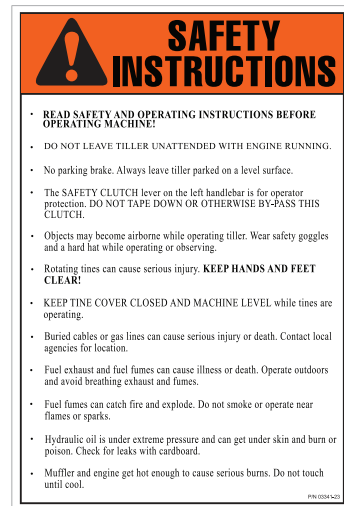 SAFETY
INSTRUCTIONS
• READ SAFETY AND OPERATING INSTRUCTIONS BEFORE
OPERATING MACHINE!
• DO NOT LEAVE TILLER UNATTENDED WITH ENGINE RUNNING.
• No parking brake. Always leave tiller parked on a level surface.
• The SAFETY CLUTCH lever on the left handlebar is for operator
protection. DO NOT TAPE DOWN OR OTHERWISE BY-PASS THIS
CLUTCH.
• Objects may become airborne while operating tiller. Wear safety goggles
and a hard hat while operating or observing.
• Rotating tines can cause serious injury. KEEP HANDS AND FEET
CLEAR!
• KEEP TINE COVER CLOSED AND MACHINE LEVEL while tines are
operating.
• Buried cables or gas lines can cause serious injury or death. Contact local
agencies for location.
• Fuel exhaust and fuel fumes can cause illness or death. Operate outdoors
and avoid breathing exhaust and fumes.
• Fuel fumes can catch fire and explode. Do not smoke or operate near
flames or sparks.
• Hydraulic oil is under extreme pressure and can get under skin and burn or
poison. Check for leaks with cardboard.
• Muffler and engine get hot enough to cause serious burns. Do not touch
until cool.
P/N 03341-23